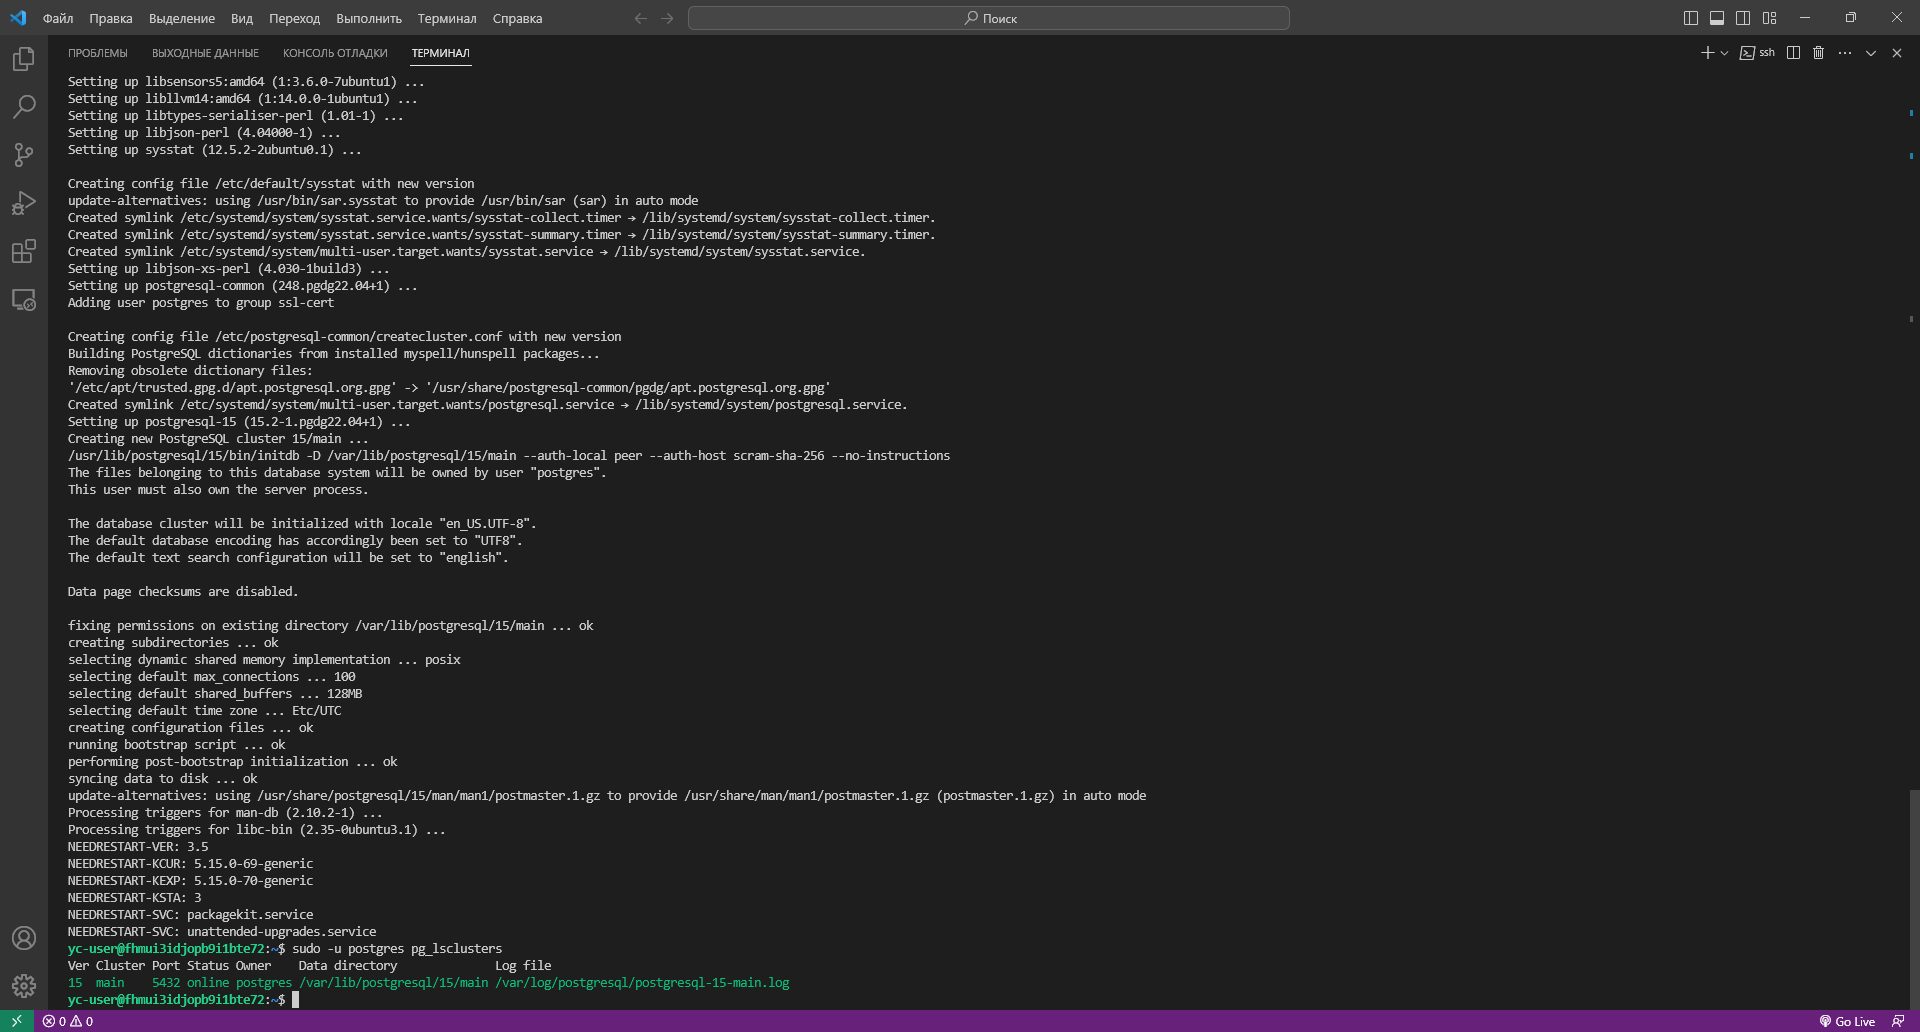 Файл Правка Выделение Вид Переход Выполнить Терминал Справка Поиск
ПРОБЛЕМЫ ВЫХОДНЫЕ ДАННЫЕ КОНСОЛЬ ОТЛАДКИ ТЕРМИНАЛ ssh
Setting up libsensors5:amd64 (1:3.6.0-7ubuntu1) ...
Setting up libllvm14:amd64 (1:14.0.0-1ubuntu1) ...
Setting up libtypes-serialiser-perl (1.01-1) ...
Setting up libjson-perl (4.04000-1) ...
Setting up sysstat (12.5.2-2ubuntu0.1) ...
Creating config file /etc/default/sysstat with new version
update-alternatives: using /usr/bin/sar.sysstat to provide /usr/bin/sar (sar) in auto mode
Created symlink /etc/systemd/system/sysstat.service.wants/sysstat-collect.timer → /lib/systemd/system/sysstat-collect.timer.
Created symlink /etc/systemd/system/sysstat.service.wants/sysstat-summary.timer → /lib/systemd/system/sysstat-summary.timer.
Created symlink /etc/systemd/system/multi-user.target.wants/sysstat.service → /lib/systemd/system/sysstat.service.
Setting up libjson-xs-perl (4.030-1build3) ...
Setting up postgresql-common (248.pgdg22.04+1) ...
Adding user postgres to group ssl-cert
Creating config file /etc/postgresql-common/createcluster.conf with new version
Building PostgreSQL dictionaries from installed myspell/hunspell packages...
Removing obsolete dictionary files:
'/etc/apt/trusted.gpg.d/apt.postgresql.org.gpg' -> '/usr/share/postgresql-common/pgdg/apt.postgresql.org.gpg'
Created symlink /etc/systemd/system/multi-user.target.wants/postgresql.service → /lib/systemd/system/postgresql.service.
Setting up postgresql-15 (15.2-1.pgdg22.04+1) ...
Creating new PostgreSQL cluster 15/main ...
/usr/lib/postgresql/15/bin/initdb -D /var/lib/postgresql/15/main --auth-local peer --auth-host scram-sha-256 --no-instructions
The files belonging to this database system will be owned by user "postgres".
This user must also own the server process.
The database cluster will be initialized with locale "en_US.UTF-8".
The default database encoding has accordingly been set to "UTF8".
The default text search configuration will be set to "english".
Data page checksums are disabled.
fixing permissions on existing directory /var/lib/postgresql/15/main ... ok
creating subdirectories ... ok
selecting dynamic shared memory implementation ... posix
selecting default max_connections ... 100
selecting default shared_buffers ... 128MB
selecting default time zone ... Etc/UTC
creating configuration files ... ok
running bootstrap script ... ok
performing post-bootstrap initialization ... ok
syncing data to disk ... ok
update-alternatives: using /usr/share/postgresql/15/man/man1/postmaster.1.gz to provide /usr/share/man/man1/postmaster.1.gz (postmaster.1.gz) in auto mode
Processing triggers for man-db (2.10.2-1) ...
Processing triggers for libc-bin (2.35-0ubuntu3.1) ...
NEEDRESTART-VER: 3.5
NEEDRESTART-KCUR: 5.15.0-69-generic
NEEDRESTART-KEXP: 5.15.0-70-generic
NEEDRESTART-KSTA: 3
NEEDRESTART-SVC: packagekit.service
NEEDRESTART-SVC: unattended-upgrades.service
yc-user@fhmui3idjopb9i1bte72:~$ sudo -u postgres pg_lsclusters
Ver Cluster Port Status Owner Data directory Log file
15 main 5432 online postgres /var/lib/postgresql/15/main /var/log/postgresql/postgresql-15-main.log
yc-user@fhmui3idjopb9i1bte72:~$
0 0 Go Live